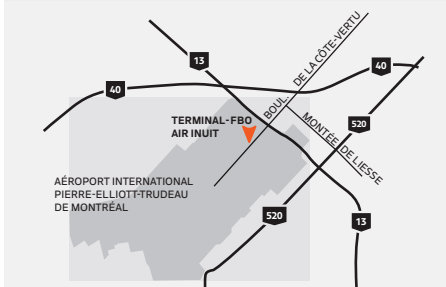 13
BOUL. DE LA CÔTE-VERTU
40
40
TERMINAL-FBO
AIR INUIT
MONTÉE DE LIESSE
520
AÉROPORT INTERNATIONAL
PIERRE-ELLIOTT-TRUDEAU
DE MONTRÉAL
520
13